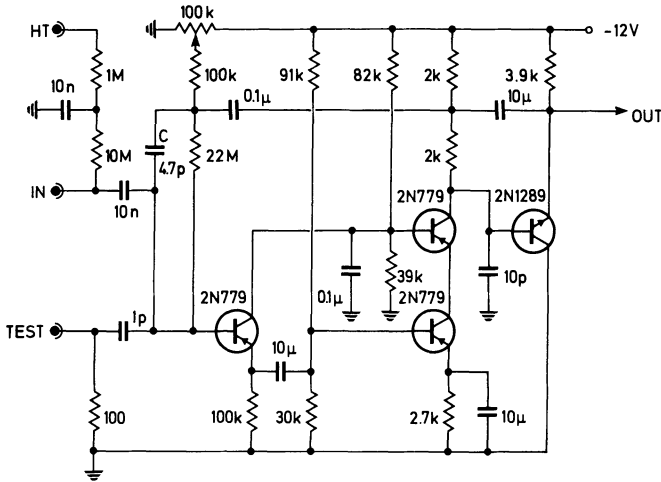 100k
HT
-12V
1M
100k
91k
82k
2k
3.9k
10n
0.1μ
10μ
OUT
C
4.7p
10M
22M
2k
IN
10n
2N779
2N1289
0.1μ
39k
10p
2N779
2N779
TEST
1p
10μ
100
100k
30k
2.7k
10μ